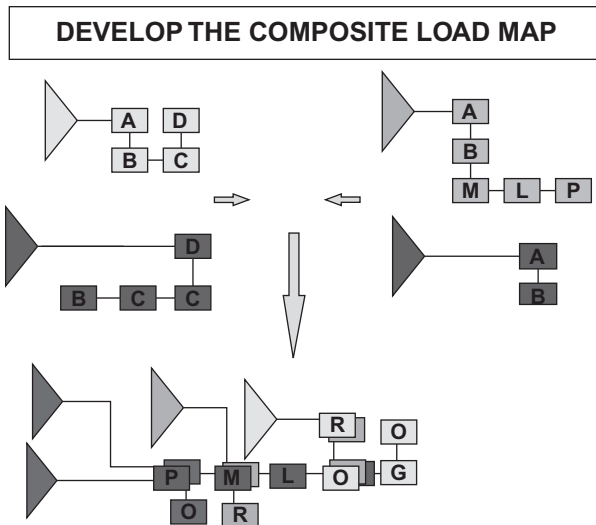 DEVELOP THE COMPOSITE LOAD MAP
A D
B C
A
B
M L P
D
B C C
A
B
R O
P M L O G
O R